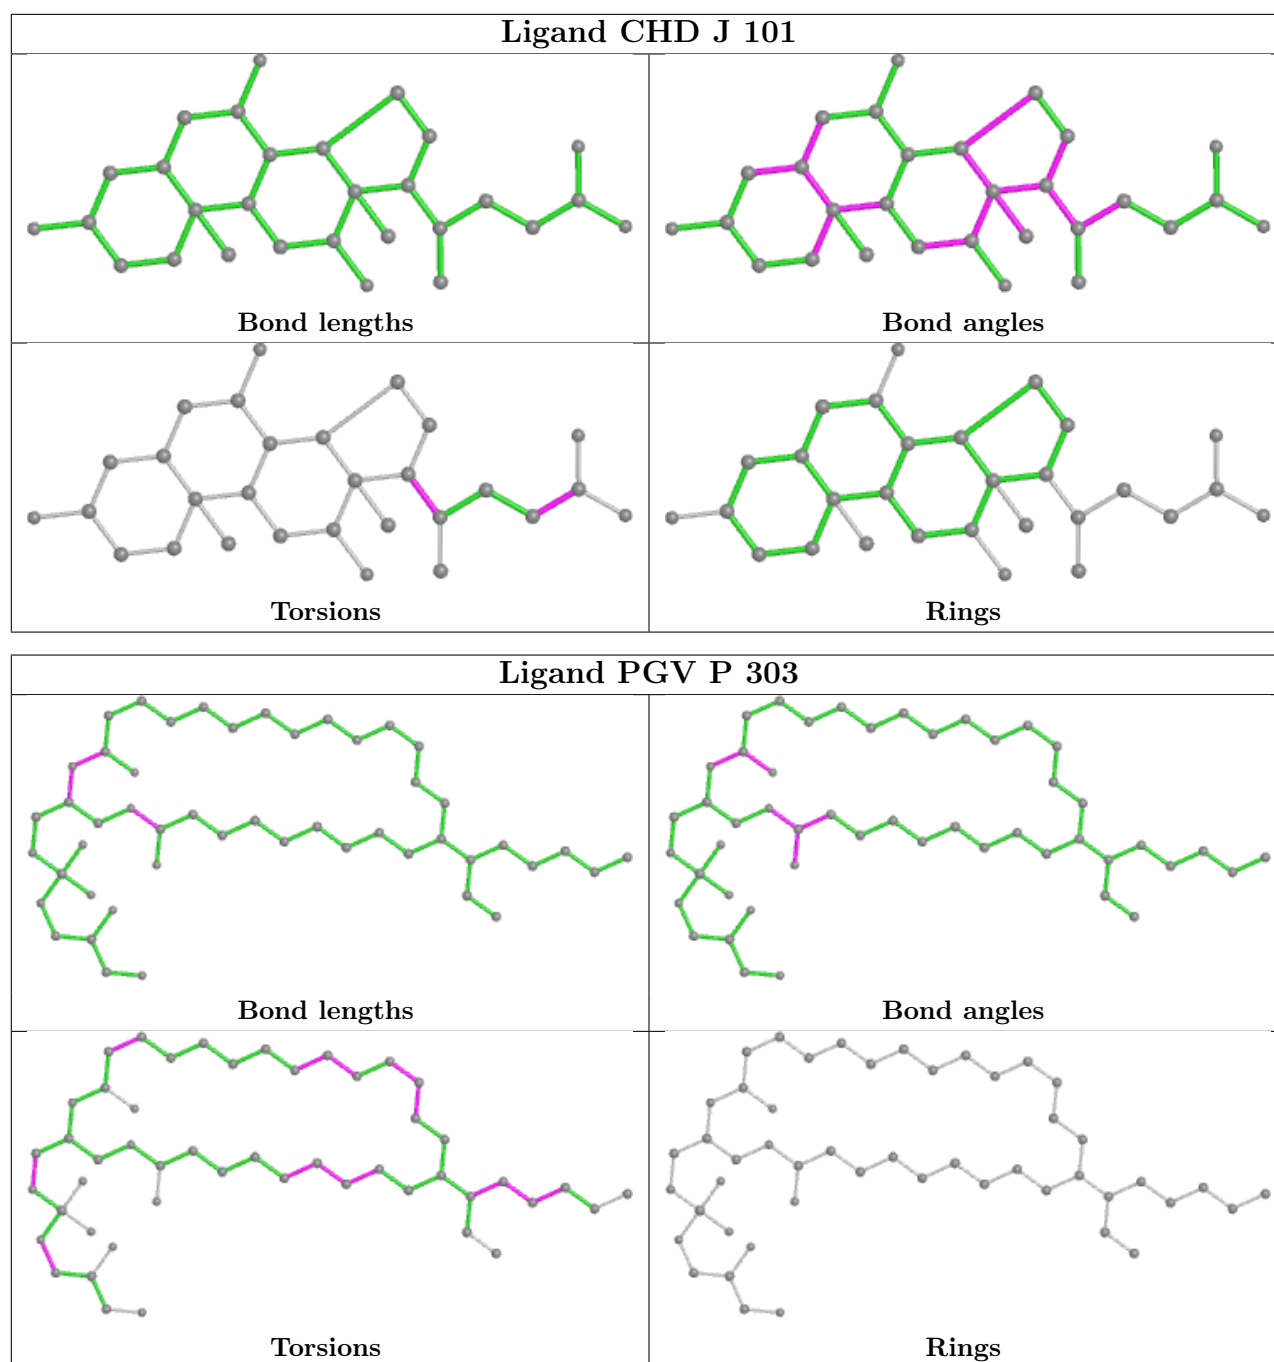 Ligand CHD J 101
Bond lengths
Bond angles
Torsions
Rings
Ligand PGV P 303
Bond lengths
Bond angles
Torsions
Rings